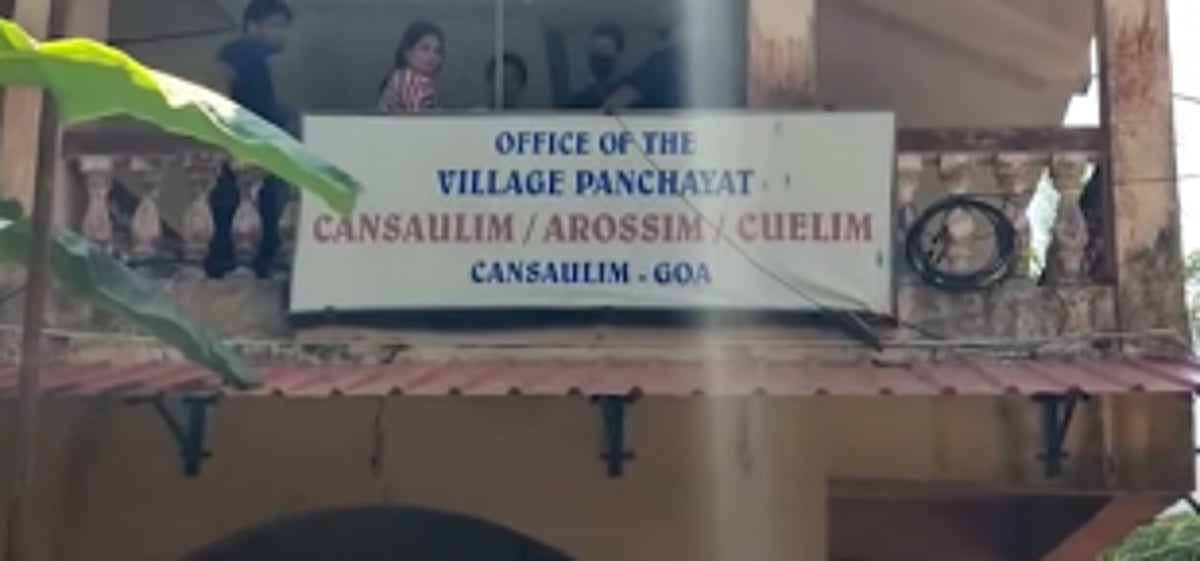 OFFICE OF THE
VILLAGE PANCHAYAT
CANSAULIM / AROSSIM / CUELIM
CANSAULIM - GOA